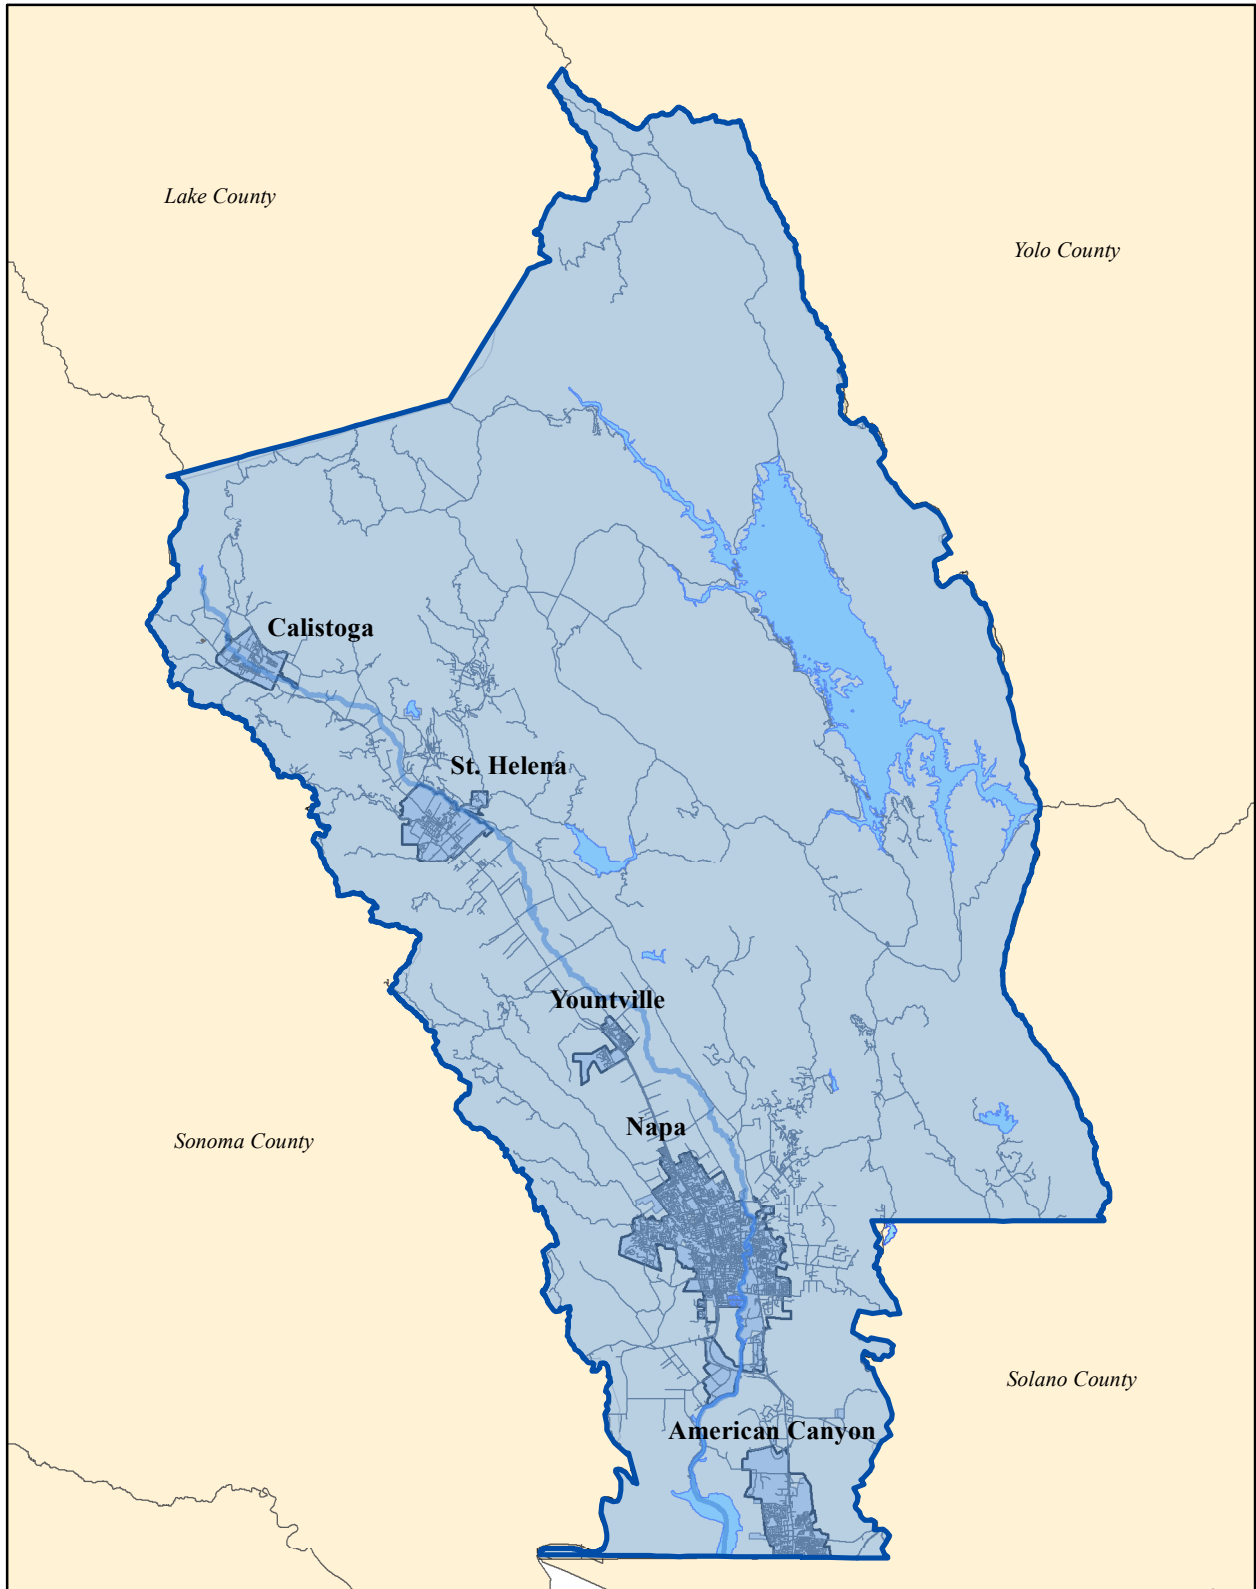 Lake County
Yolo County
Calistoga
St. Helena
Yountville
Napa
Sonoma County
Solano County
American Canyon